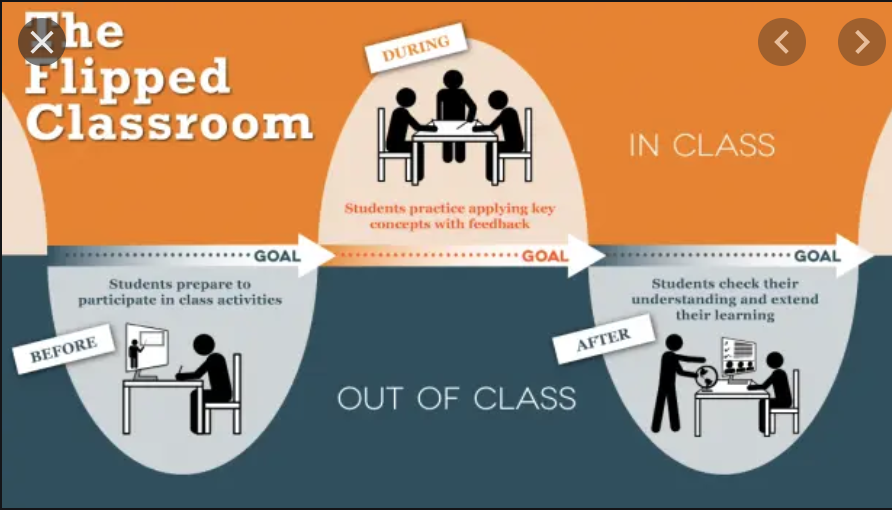 The
Flipped
Classroom
DURING
IN CLASS
Students practice applying key
concepts with feedback
GOAL
GOAL
GOAL
Students prepare to
participate in class activities
BEFORE
Students check their
understanding and extend
their learning
AFTER
OUT OF CLASS